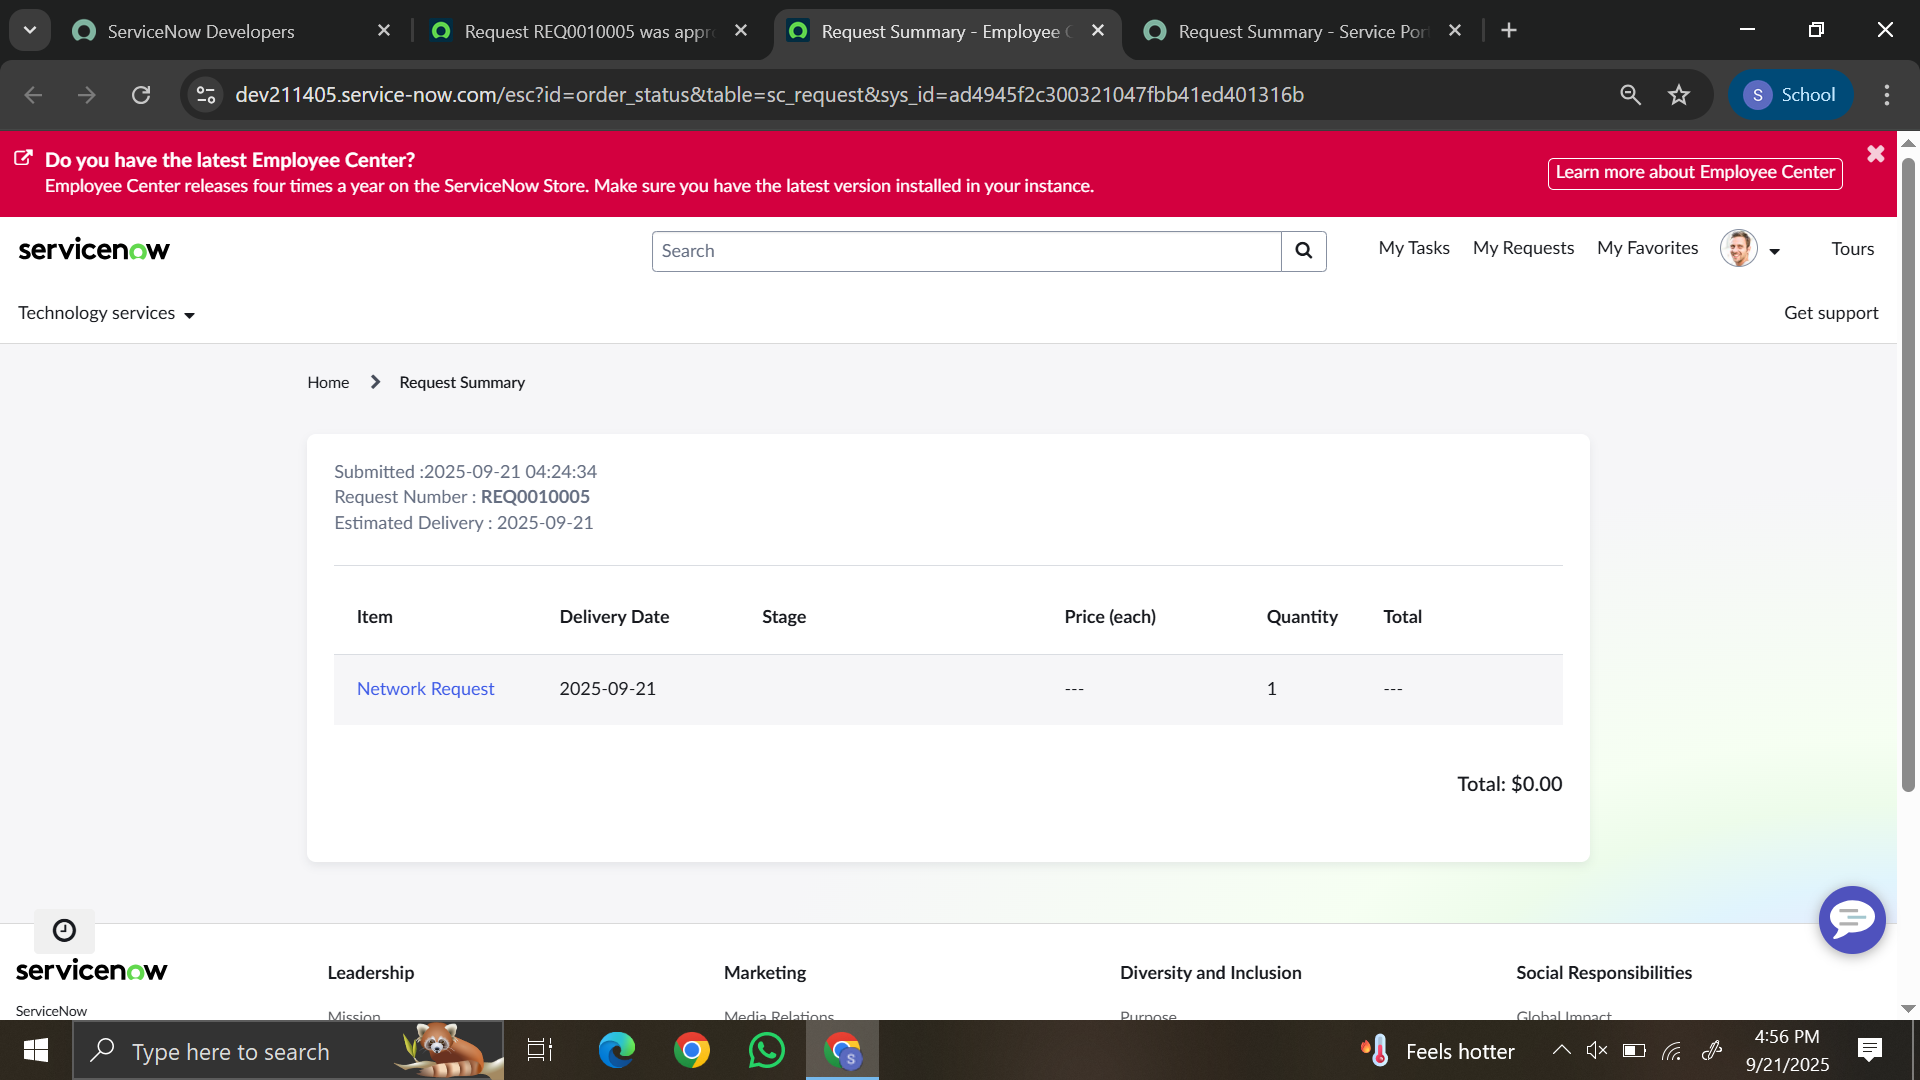 ServiceNow Developers
Request REQ0010005 was appr
Request Summary - Employee C
Request Summary - Service Por
dev211405.service-now.com/esc?id=order_status&table=sc_request&sys_id=ad4945f2c300321047fbb41ed401316b
S School
Do you have the latest Employee Center?
Employee Center releases four times a year on the ServiceNow Store. Make sure you have the latest version installed in your instance.
Learn more about Employee Center
servicenow
Search
My Tasks
My Requests
My Favorites
Tours
Technology services
Get support
Home
Request Summary
Submitted :2025-09-21 04:24:34
Request Number : REQ0010005
Estimated Delivery : 2025-09-21
Item Delivery Date Stage Price (each) Quantity Total
Network Request 2025-09-21 --- 1 ---
Total: $0.00
servicenow
Leadership
Marketing
Diversity and Inclusion
Social Responsibilities
ServiceNow
Mission
Media Relations
Purpose
Global Impact
Type here to search
S
Feels hotter
4:56 PM
9/21/2025